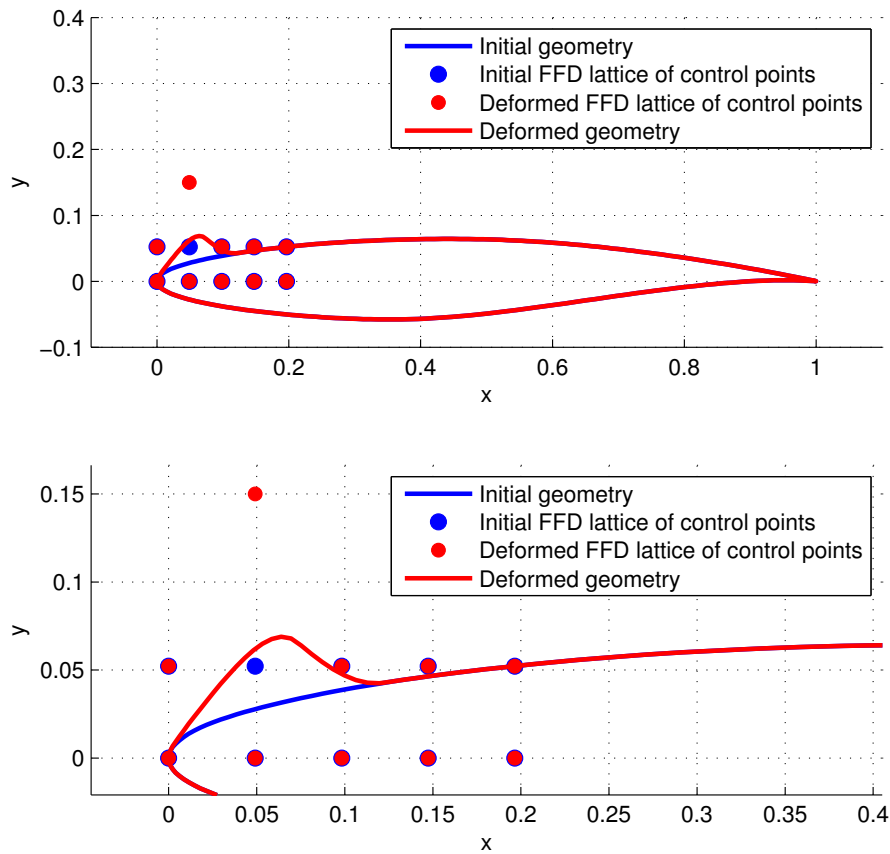 0.4
0.3
0.2
0.1
0
−0.1
y
Initial geometry
Initial FFD lattice of control points
Deformed FFD lattice of control points
Deformed geometry
0 0.2 0.4 0.6 0.8 1
x
0.15
0.1
0.05
0
y
Initial geometry
Initial FFD lattice of control points
Deformed FFD lattice of control points
Deformed geometry
0 0.05 0.1 0.15 0.2 0.25 0.3 0.35 0.4
x